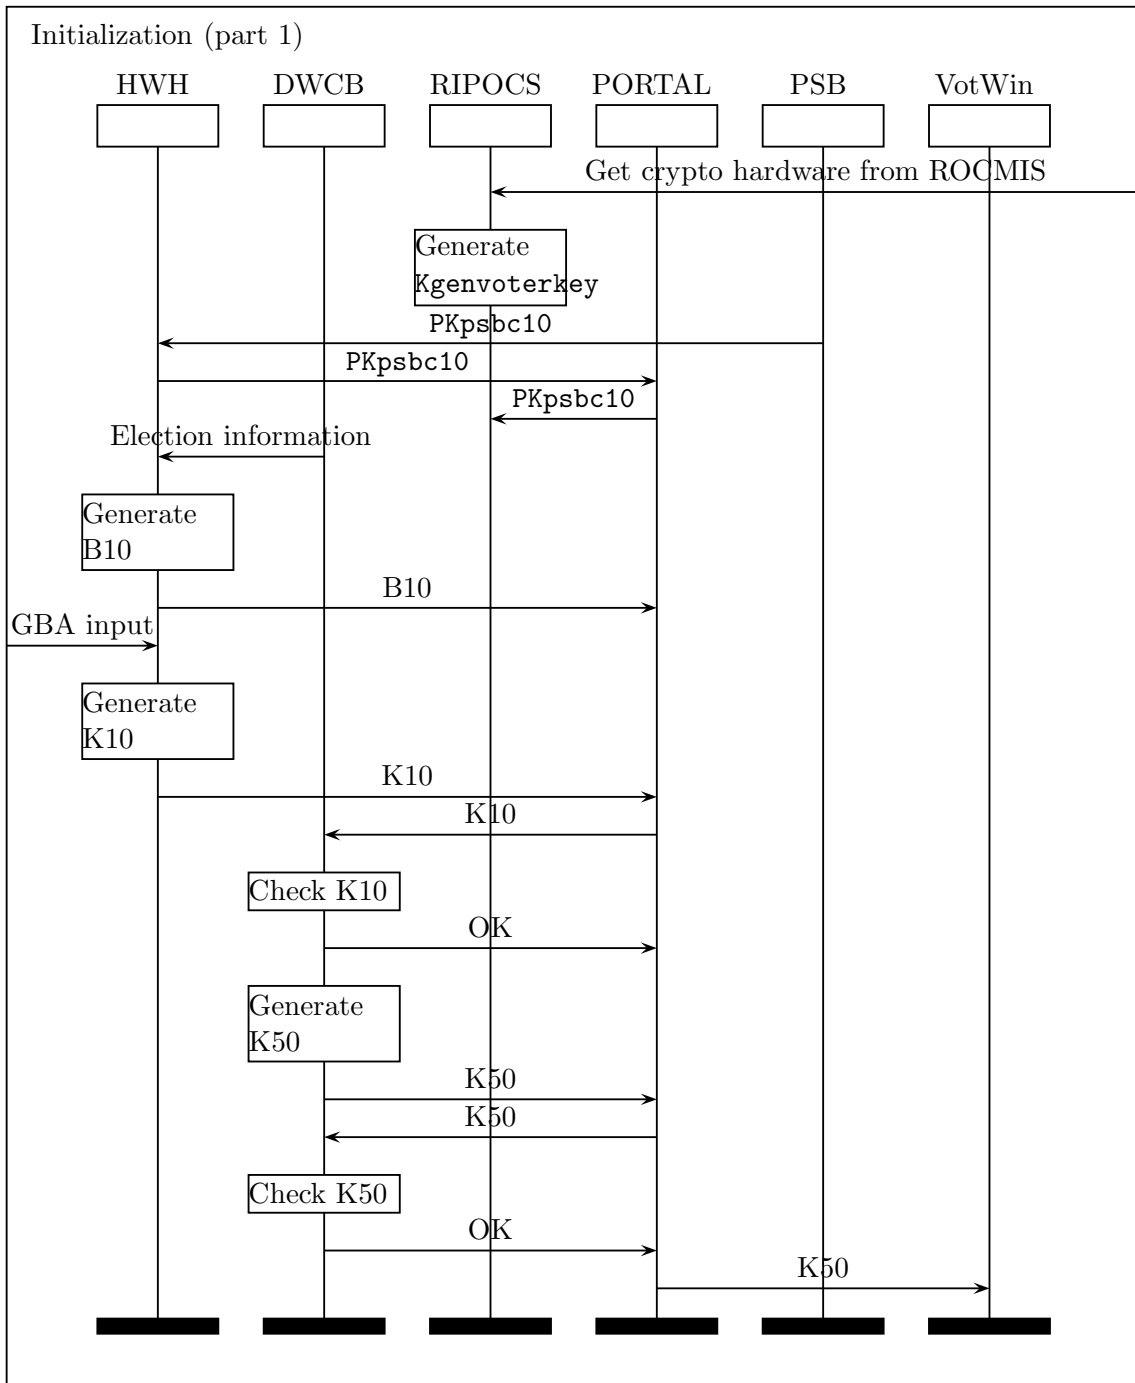 Initialization (part 1)
HWH DWCB RIPOCS PORTAL PSB VotWin
Get crypto hardware from ROCMIS
Generate
Kgenvoterkey
PKpsbc10
PKpsbc10
PKpsbc10
Election information
Generate
B10
B10
GBA input
Generate
K10
K10
K10
Check K10
OK
Generate
K50
K50
K50
Check K50
OK
K50